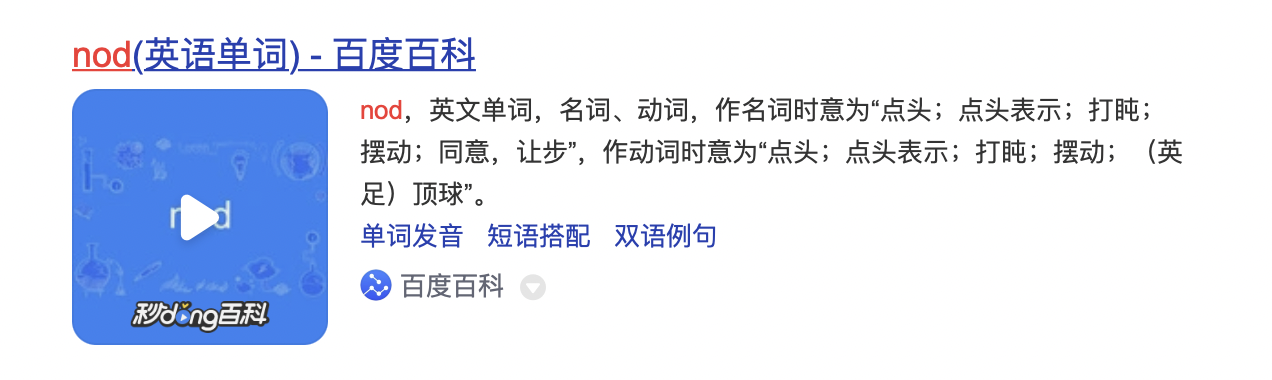 nod(英语单词) - 百度百科
nod，英文单词，名词、动词，作名词时意为“点头；点头表示；打盹；
摆动；同意，让步”，作动词时意为“点头；点头表示；打盹；摆动；（英
足）顶球”。
单词发音 短语搭配 双语例句
百度百科
nod
秒dǒng百科